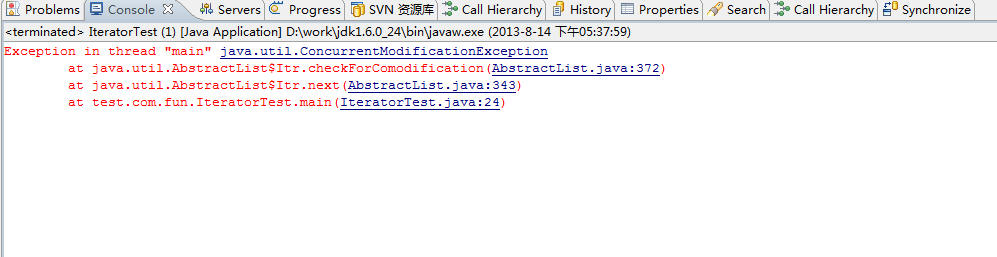 Problems Console Servers Progress SVN 资源库 Call Hierarchy History Properties Search Call Hierarchy Synchronize
<terminated> IteratorTest (1) [Java Application] D:\work\jdk1.6.0_24\bin\javaw.exe (2013-8-14 下午05:37:59)
Exception in thread "main" java.util.ConcurrentModificationException
at java.util.AbstractList$Itr.checkForComodification(AbstractList.java:372)
at java.util.AbstractList$Itr.next(AbstractList.java:343)
at test.com.fun.IteratorTest.main(IteratorTest.java:24)